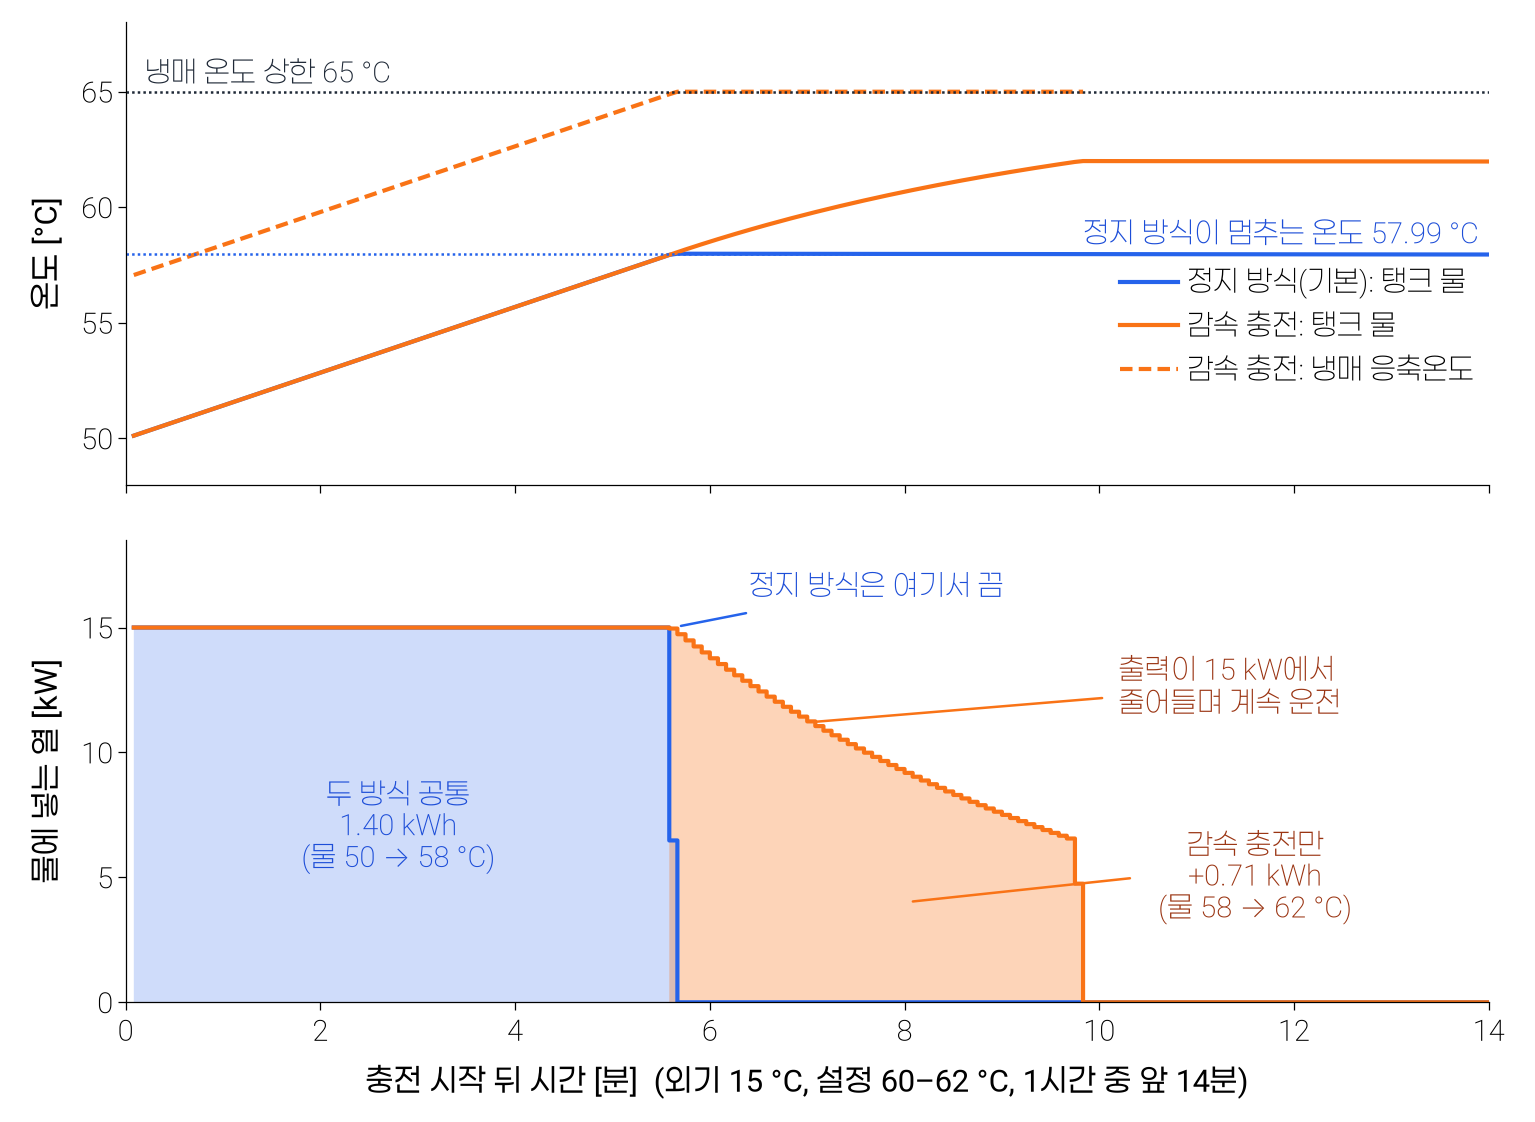 냉매 온도 상한 65 °C
65
60
55
50
온도 [°C]
정지 방식이 멈추는 온도 57.99 °C
정지 방식(기본): 탱크 물
감속 충전: 탱크 물
감속 충전: 냉매 응축온도
정지 방식은 여기서 끔
출력이 15 kW에서
줄어들며 계속 운전
두 방식 공통
1.40 kWh
(물 50 → 58 °C)
감속 충전만
+0.71 kWh
(물 58 → 62 °C)
15
10
5
0
물에 넣는 열 [kW]
0 2 4 6 8 10 12 14
충전 시작 뒤 시간 [분] (외기 15 °C, 설정 60–62 °C, 1시간 중 앞 14분)